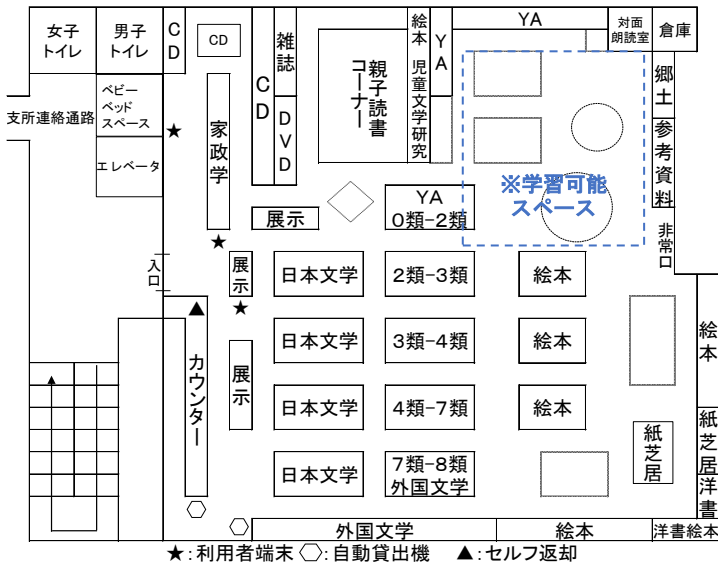 女子
トイレ
男子
トイレ
CD
CD
雑誌
CD
DVD
親子読書
コーナー
絵本 児童文学研究
YA
YA
対面
朗読室
倉庫
支所連絡通路
ベビー
ベッド
スペース
★
エレベータ
家政学
郷土
参考資料
※学習可能
スペース
展示
YA
0類-2類
非常口
★
入口
展示
日本文学
2類-3類
絵本
★
▲
カウンター
展示
日本文学
3類-4類
絵本
絵本
日本文学
4類-7類
絵本
紙芝居
紙芝居
日本文学
7類-8類
外国文学
洋書
外国文学
絵本
洋書絵本
★:利用者端末 ⬡:自動貸出機 ▲:セルフ返却